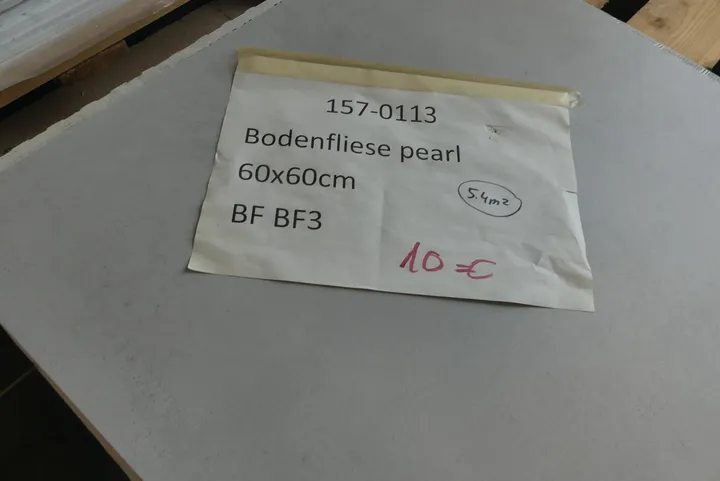 157-0113
Bodenfliese pearl
60x60cm
5.4m²
BF BF3
10=€